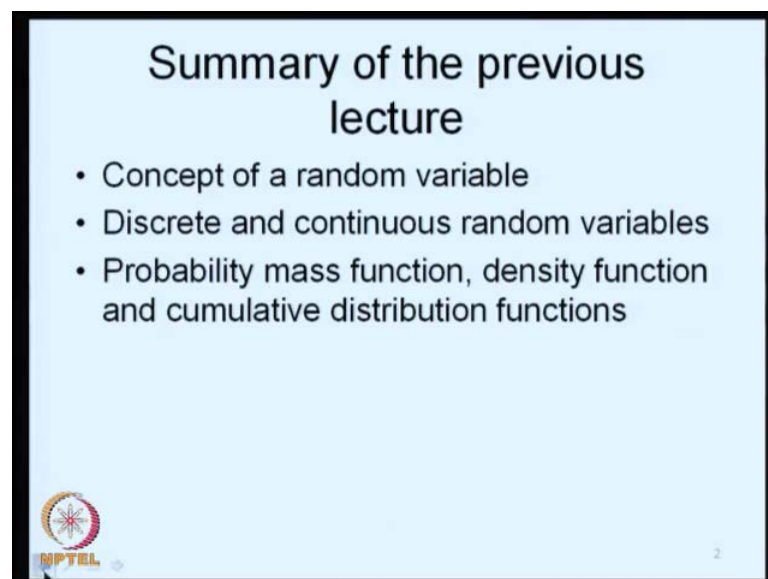 Summary of the previous
lecture
• Concept of a random variable
• Discrete and continuous random variables
• Probability mass function, density function
and cumulative distribution functions
NPTEL
2